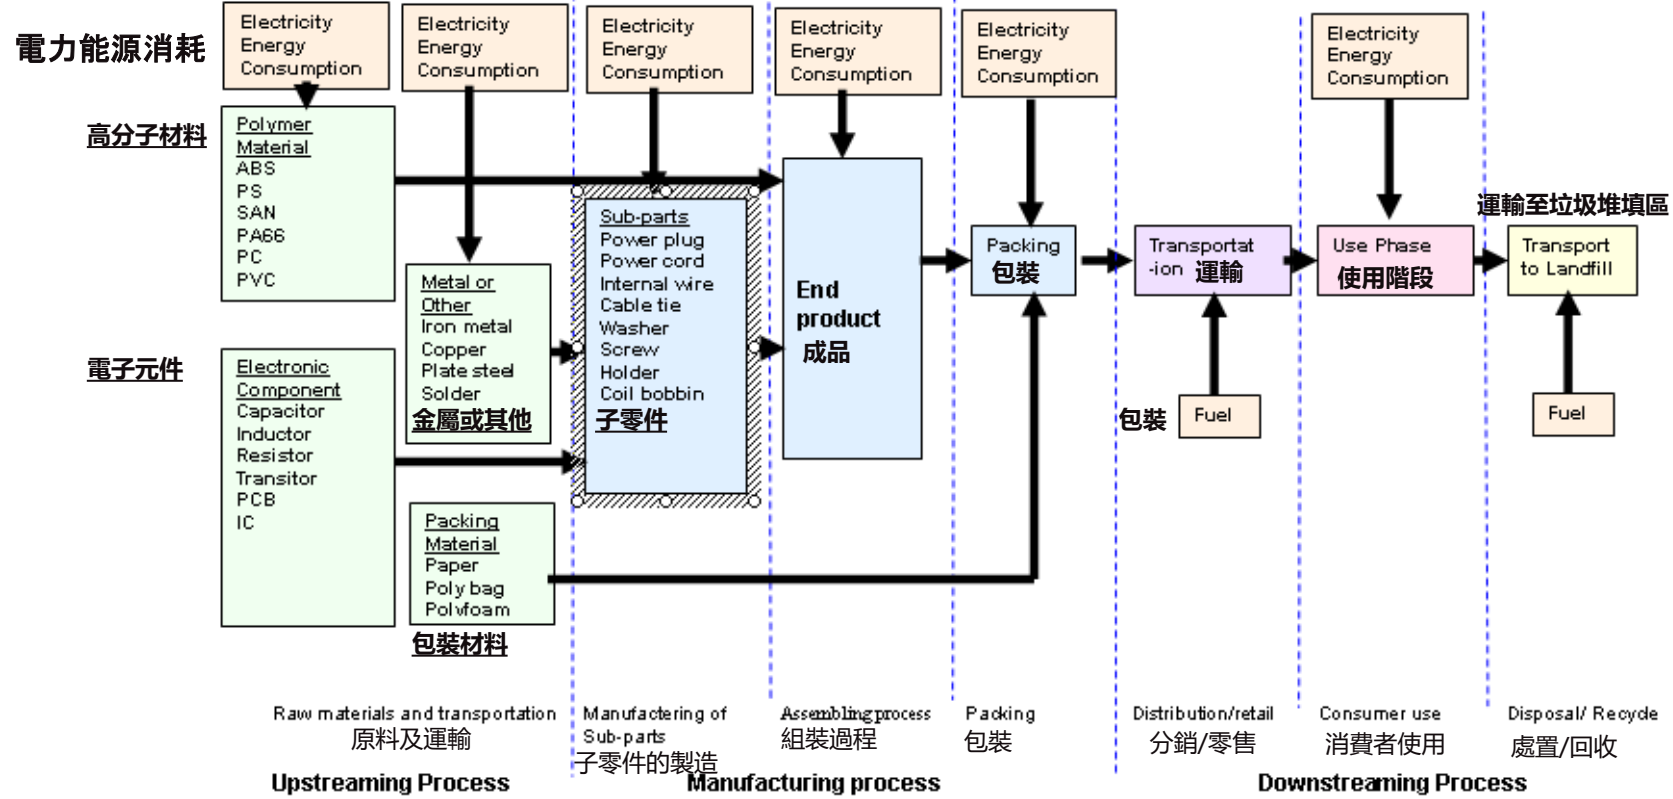 電力能源消耗
Electricity
Energy
Consumption
Electricity
Energy
Consumption
Electricity
Energy
Consumption
Electricity
Energy
Consumption
Electricity
Energy
Consumption
Electricity
Energy
Consumption
高分子材料
Polymer
Material
ABS
PS
SAN
PA66
PC
PVC
電子元件
Electronic
Component
Capacitor
Inductor
Resistor
Transitor
PCB
IC
Metal or
Other
Iron metal
Copper
Plate steel
Solder
金屬或其他
Packing
Material
Paper
Poly bag
Polyfoam
包裝材料
Sub-parts
Power plug
Power cord
Internal wire
Cable tie
Washer
Screw
Holder
Coil bobbin
子零件
End
product
成品
Packing
包裝
Transportat
-ion 運輸
包裝
Fuel
Use Phase
使用階段
運輸至垃圾堆填區
Transport
to Landfill
Fuel
Raw materials and transportation
原料及運輸
Manufactering of
Sub-parts
子零件的製造
Assembling process
組裝過程
Packing
包裝
Distribution/retail
分銷/零售
Consumer use
消費者使用
Disposal/ Recycle
處置/回收
Upstreaming Process
Manufacturing process
Downstreaming Process